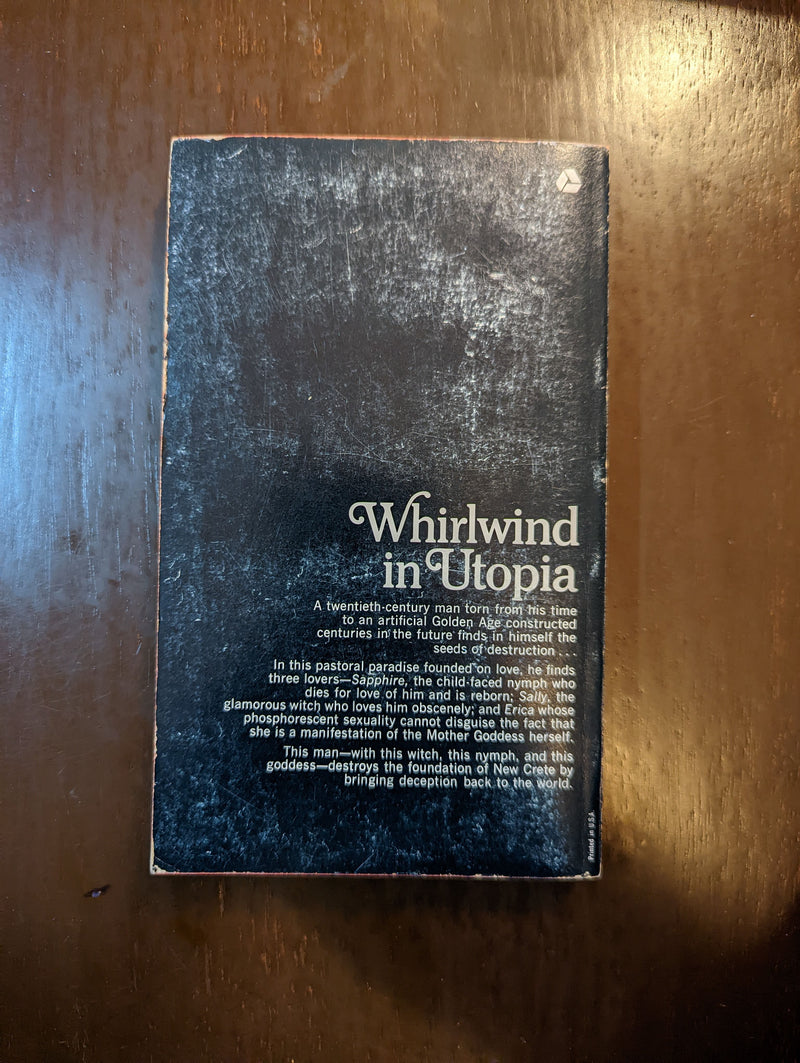 Whirlwind
in Utopia
A twentieth-century man torn from his time
to an artificial Golden Age constructed
centuries in the future finds in himself the
seeds of destruction...
In this pastoral paradise founded on love, he finds
three lovers—Sapphire, the child-faced nymph who
dies for love of him and is reborn; Sally, the
glamorous witch who loves him obscenely; and Erica whose
phosphorescent sexuality cannot disguise the fact that
she is a manifestation of the Mother Goddess herself.
This man—with this witch, this nymph, and this
goddess—destroys the foundation of New Crete by
bringing deception back to the world.
Printed in U.S.A.